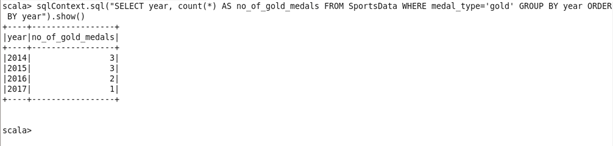 scala> sqlContext.sql("SELECT year, count(*) AS no_of_gold_medals FROM SportsData WHERE medal_type='gold' GROUP BY year ORDER
 BY year").show()
+----+-----------------+
|year|no_of_gold_medals|
+----+-----------------+
|2014|                3|
|2015|                3|
|2016|                2|
|2017|                1|
+----+-----------------+
scala>